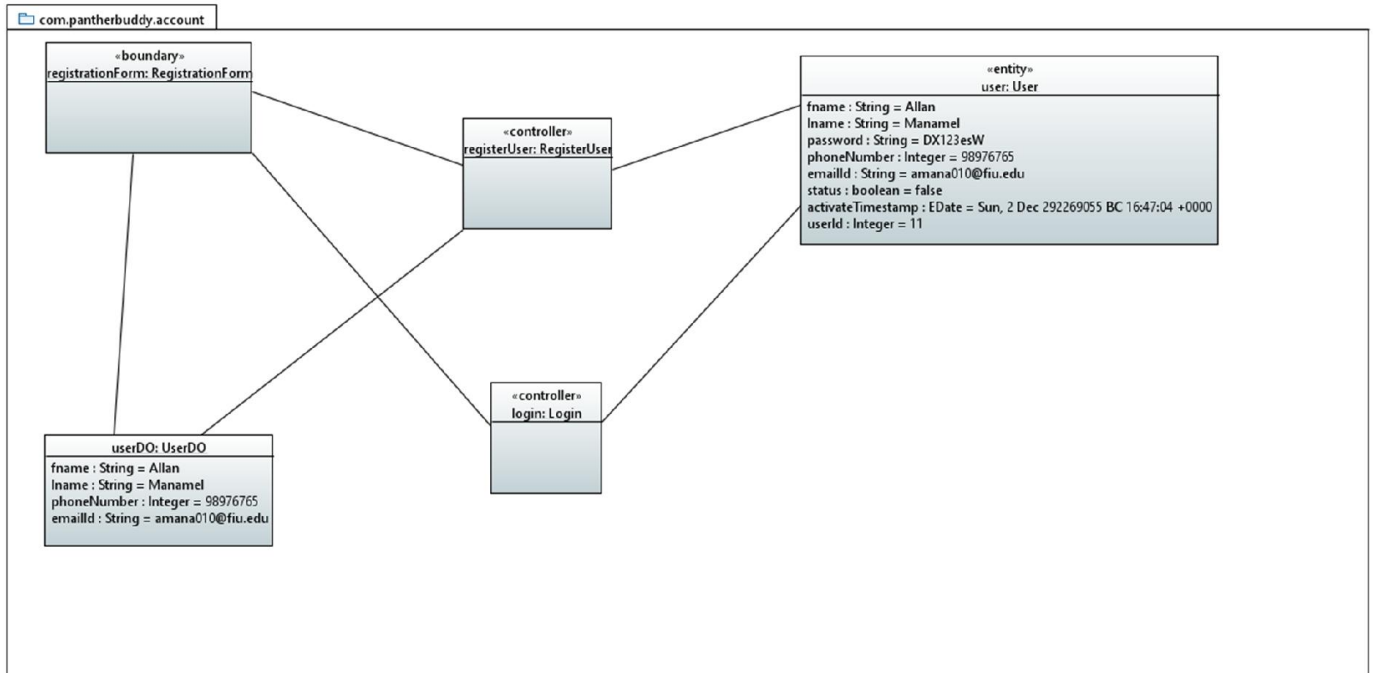 com.pantherbuddy.account
«boundary»
registrationForm: RegistrationForm
«controller»
registerUser: RegisterUser
«entity»
user: User
fname : String = Allan
lname : String = Manamel
password : String = DX123esW
phoneNumber : Integer = 98976765
emailId : String = amana010@fiu.edu
status : boolean = false
activateTimestamp : EDate = Sun, 2 Dec 292269055 BC 16:47:04 +0000
userId : Integer = 11
«controller»
login: Login
userDO: UserDO
fname : String = Allan
lname : String = Manamel
phoneNumber : Integer = 98976765
emailId : String = amana010@fiu.edu